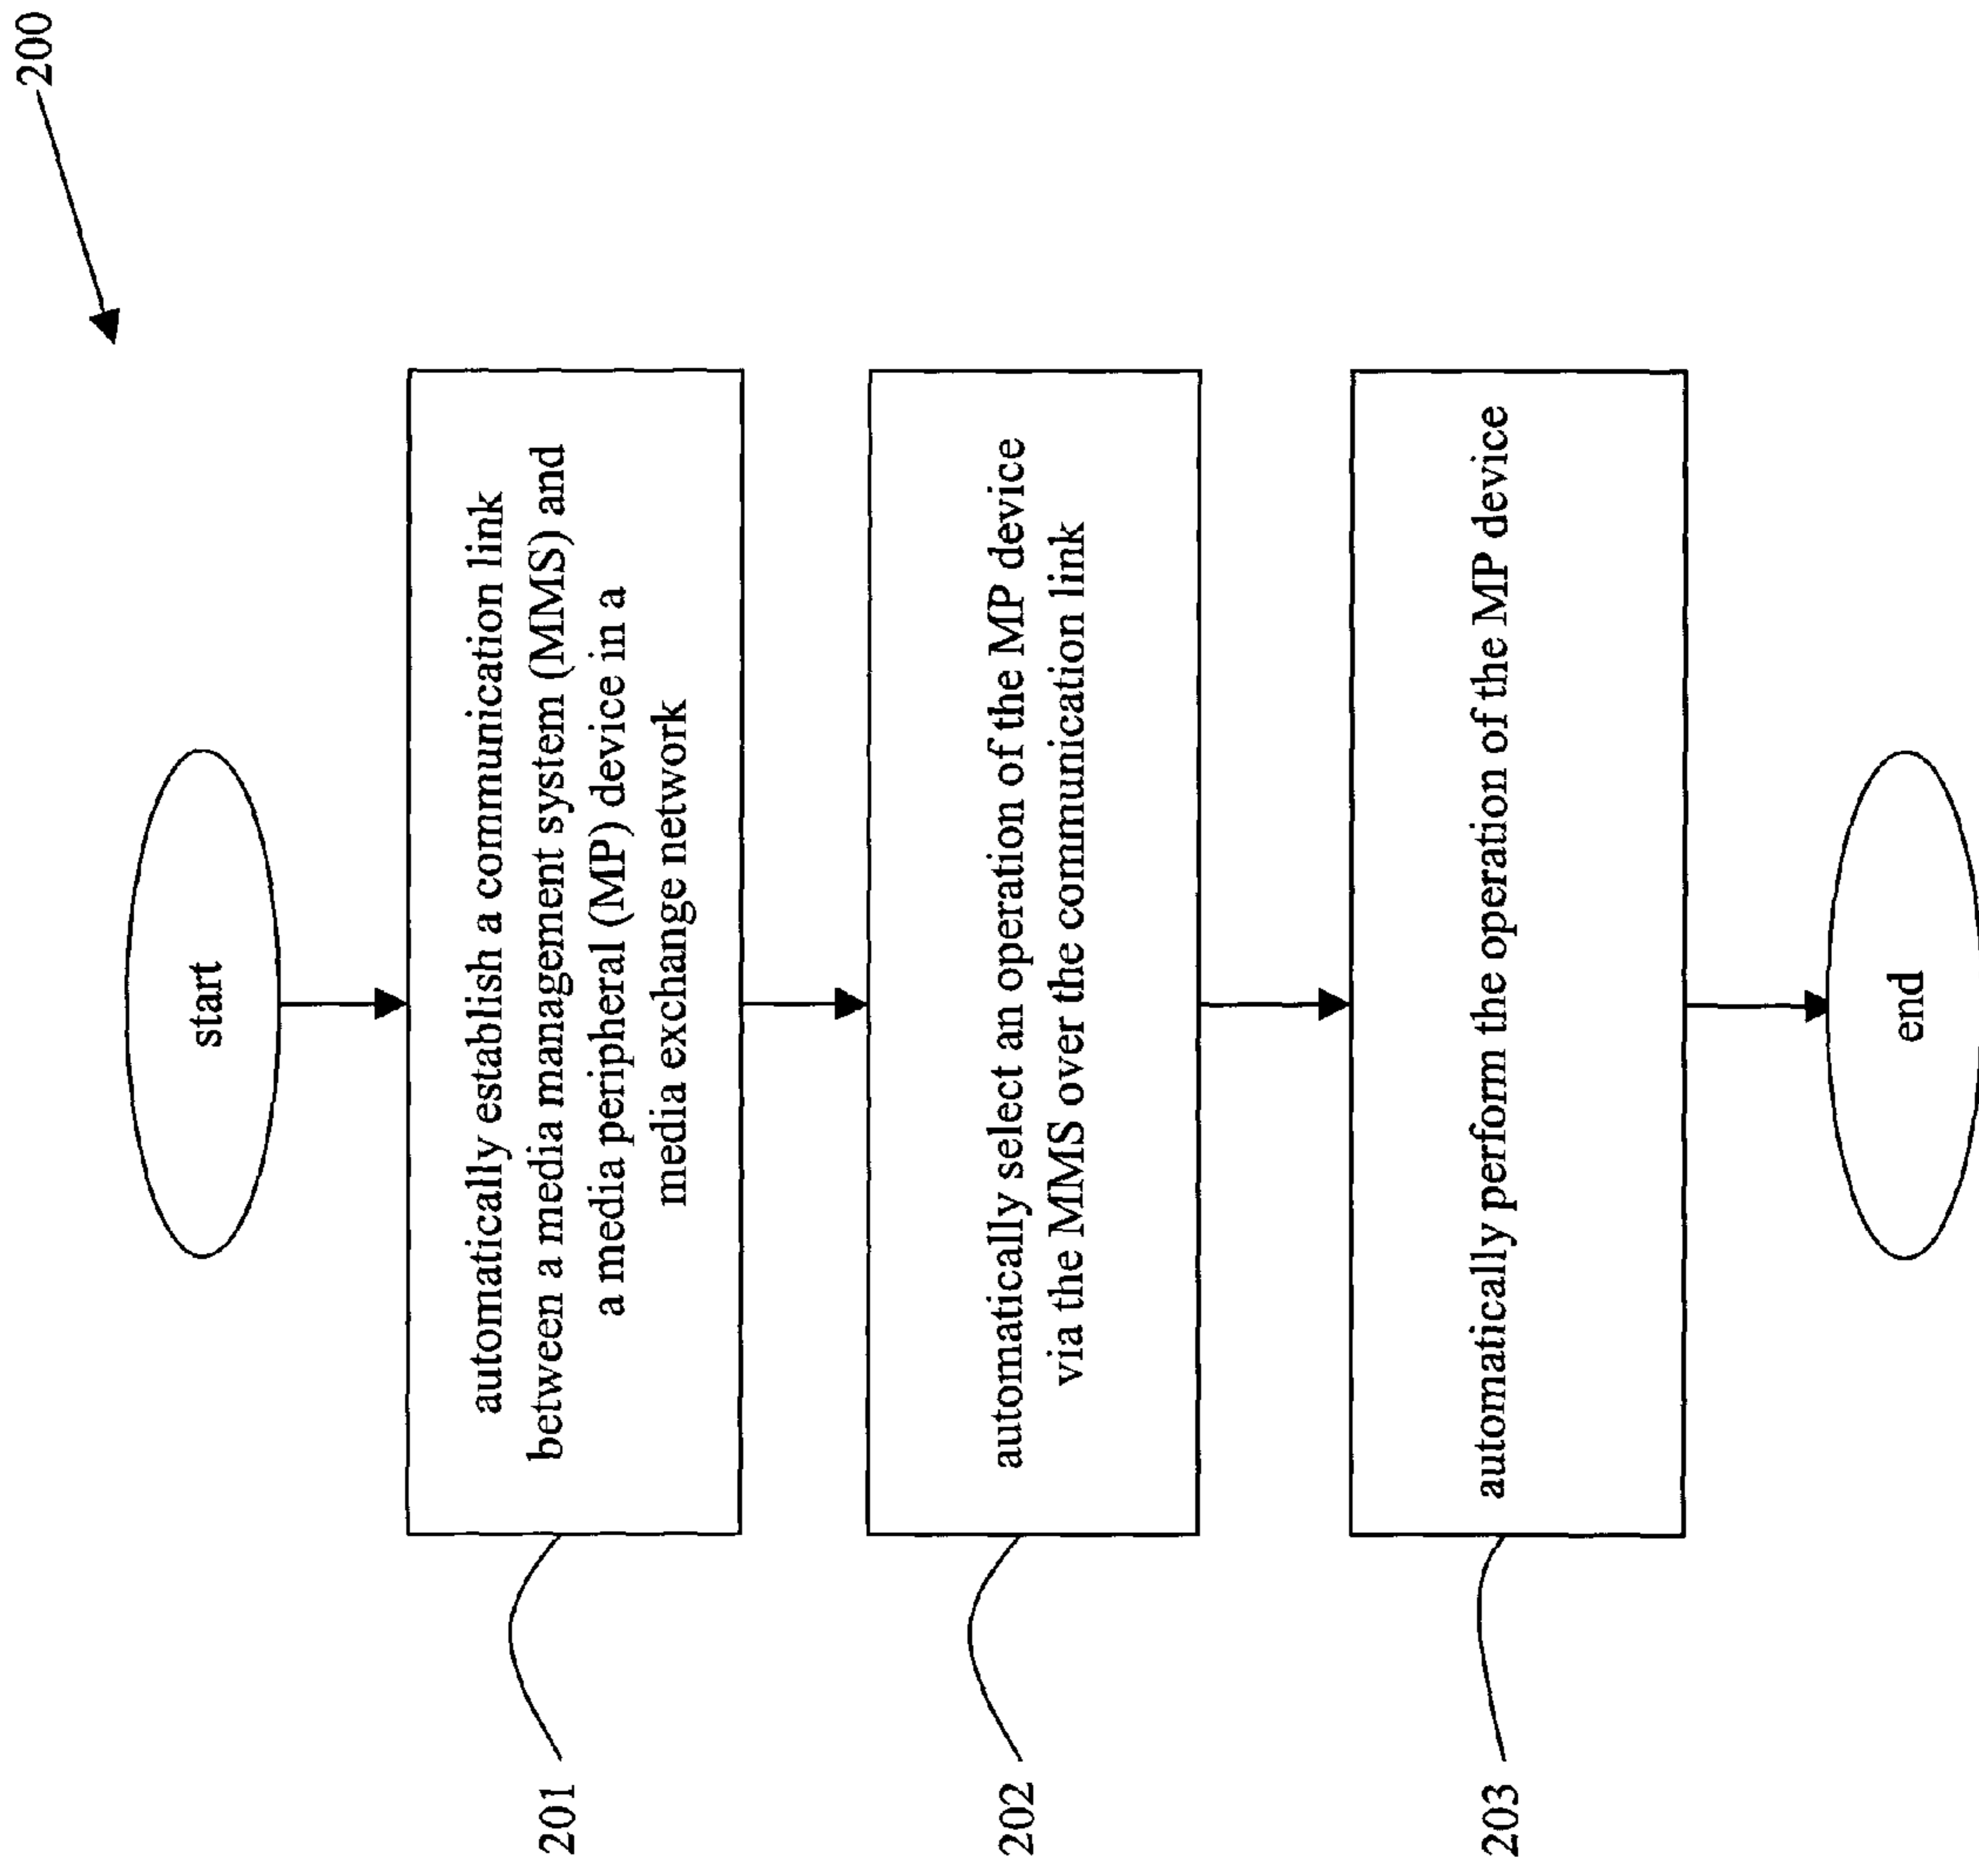 200
start
201
automatically establish a communication link
between a media management system (MMS) and
a media peripheral (MP) device in a
media exchange network
202
automatically select an operation of the MP device
via the MMS over the communication link
203
automatically perform the operation of the MP device
end